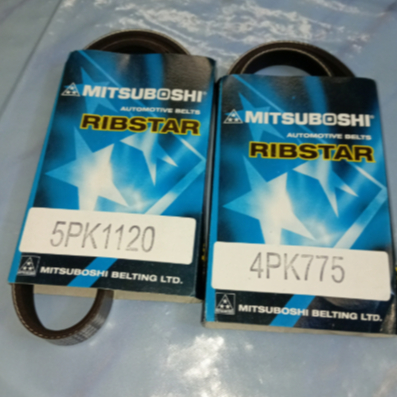 MITSUBOSHI
AUTOMOTIVE BELTS
RIBSTAR
5PK1120
MITSUBOSHI BELTING LTD.
MITSUBOSHI
AUTOMOTIVE BELTS
RIBSTAR
4PK775
MITSUBOSHI BELTING LTD.